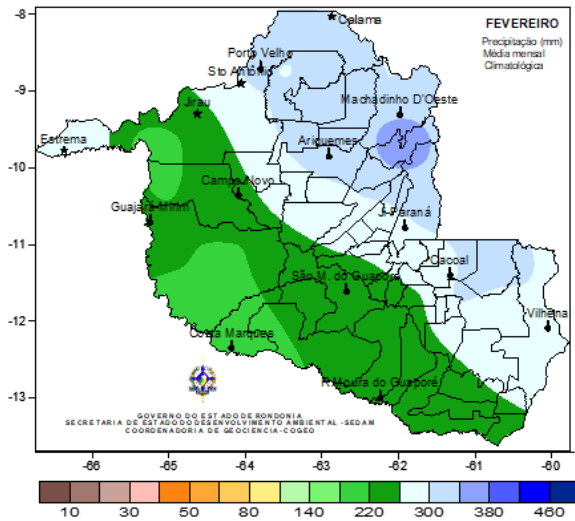 FEVEREIRO
Precipitação (mm)
Média mensal
Climatológica
-8
Calama
Porto Velho
Sto Antônio
-9
Jirau
Machadinho D'Oeste
Estrema
Ariquemes
-10
Campo Novo
Guajará-Mirim
Ji-Paraná
-11
Cacoal
São M. do Guaporé
-12
Vilhena
Costa Marques
-13
R.Moura do Guaporé
GOVERNO DO ESTADO DE RONDONIA
SECRETARIA DE ESTADO DO DESENVOLVIMENTO AMBIENTAL -SEDAM
COORDENADORIA DE GEOCIENCIA-COGEO
-66 -65 -64 -63 -62 -61 -60
10 30 50 80 140 220 300 380 460